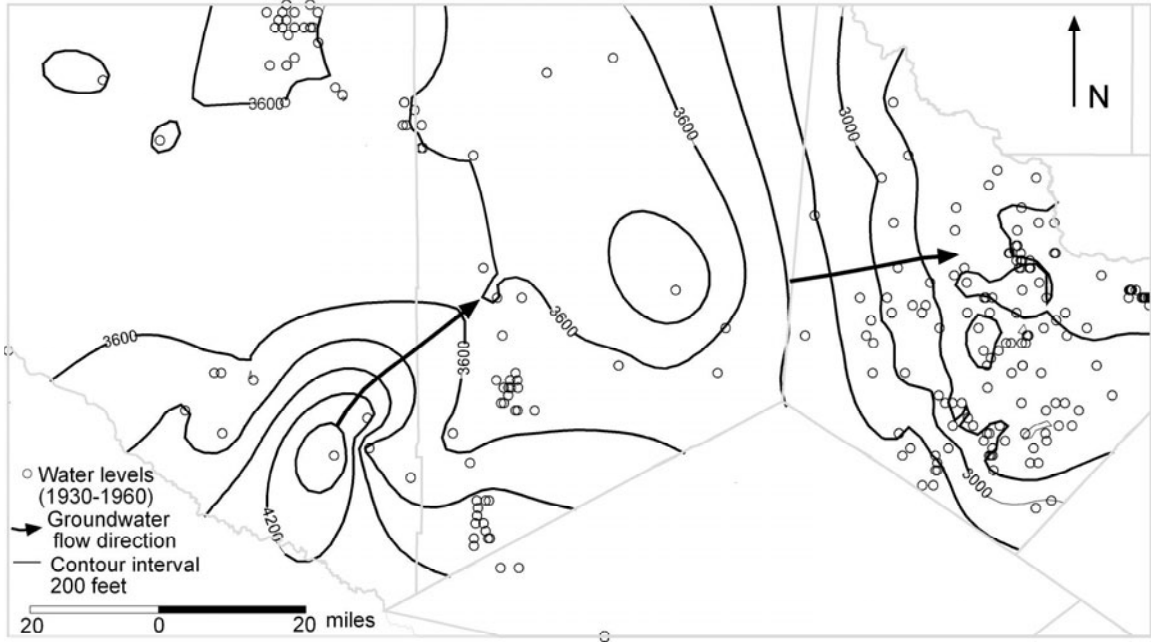 3600
3600
3000
N
3600
3600
3600
3000
4200
Water levels
(1930-1960)
Groundwater
flow direction
Contour interval
200 feet
20 0 20 miles